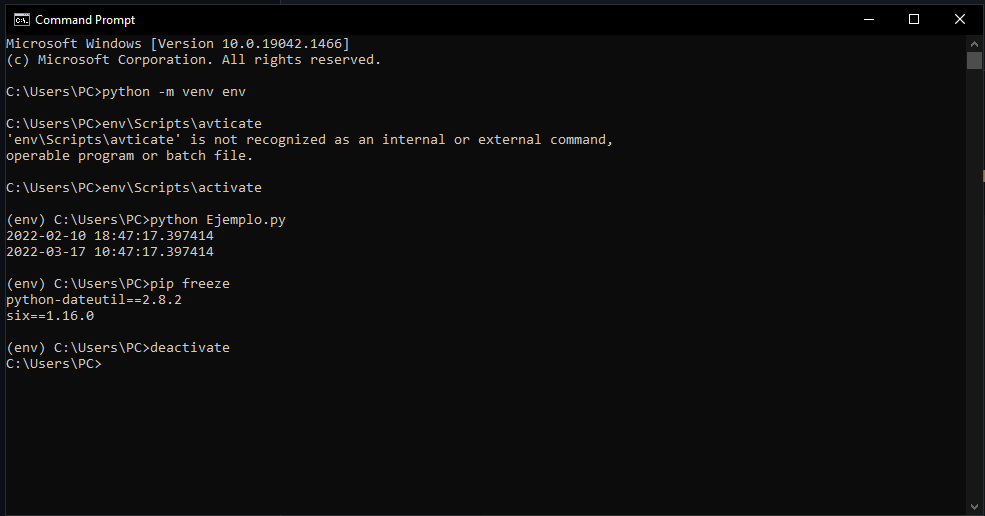 Command Prompt
Microsoft Windows [Version 10.0.19042.1466]
(c) Microsoft Corporation. All rights reserved.
C:\Users\PC>python -m venv env
C:\Users\PC>env\Scripts\avticate
'env\Scripts\avticate' is not recognized as an internal or external command,
operable program or batch file.
C:\Users\PC>env\Scripts\activate
(env) C:\Users\PC>python Ejemplo.py
2022-02-10 18:47:17.397414
2022-03-17 10:47:17.397414
(env) C:\Users\PC>pip freeze
python-dateutil==2.8.2
six==1.16.0
(env) C:\Users\PC>deactivate
C:\Users\PC>